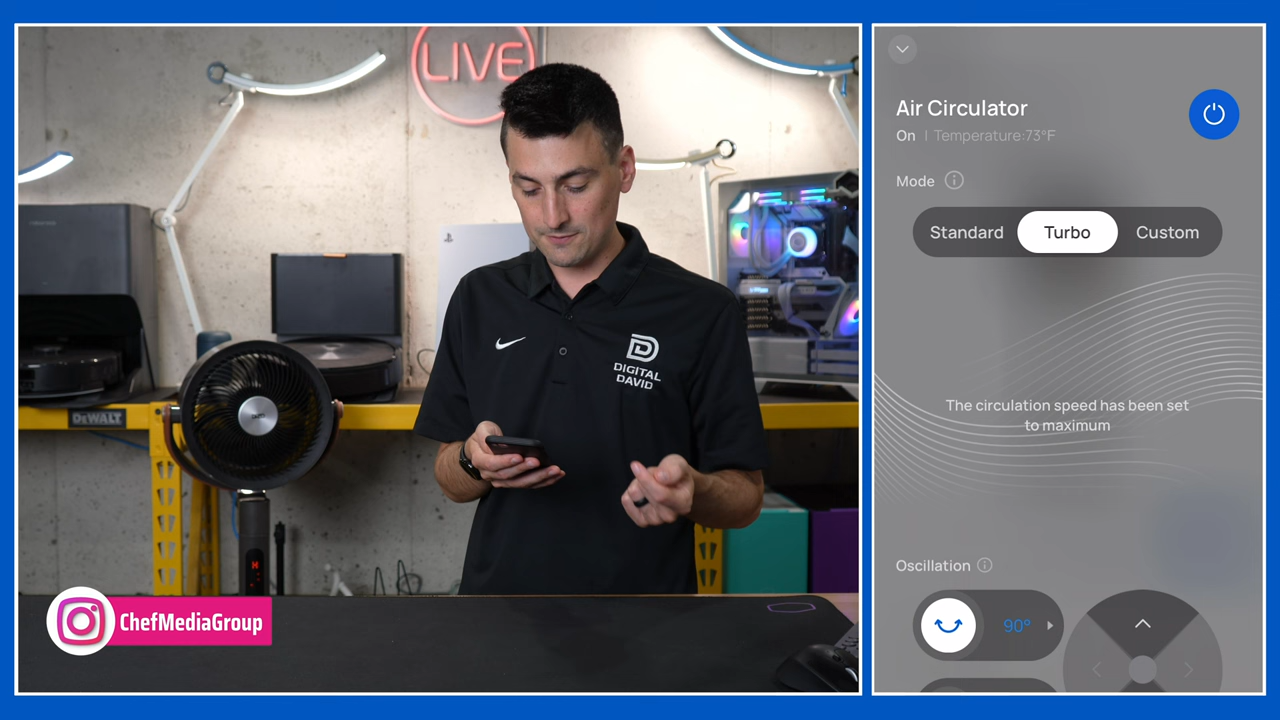 LIVE
DEWALT
DIGITAL
DAVID
H
ChefMediaGroup
Air Circulator
On | Temperature:73°F
Mode
Standard Turbo Custom
The circulation speed has been set
to maximum
Oscillation
90°